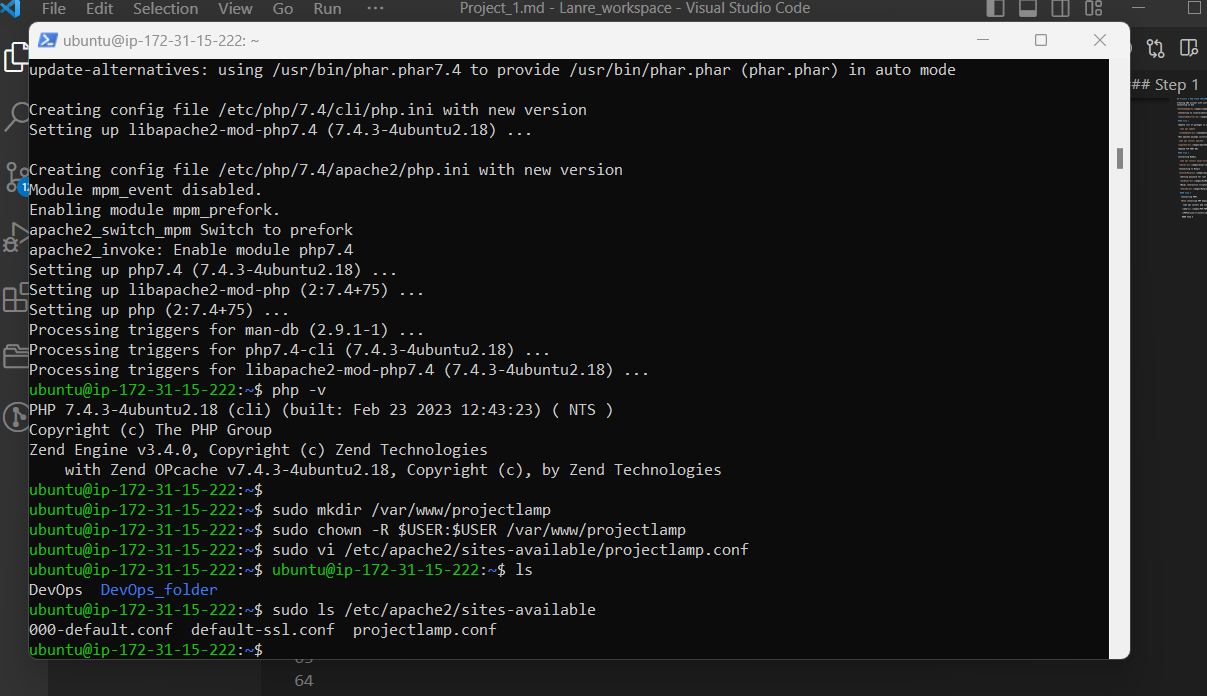 File Edit Selection View Go Run ··· Project_1.md - Lanre_workspace - Visual Studio Code
ubuntu@ip-172-31-15-222: ~
update-alternatives: using /usr/bin/phar.phar7.4 to provide /usr/bin/phar.phar (phar.phar) in auto mode
## Step 1
Creating config file /etc/php/7.4/cli/php.ini with new version
Setting up libapache2-mod-php7.4 (7.4.3-4ubuntu2.18) ...
Creating config file /etc/php/7.4/apache2/php.ini with new version
Module mpm_event disabled.
Enabling module mpm_prefork.
apache2_switch_mpm Switch to prefork
apache2_invoke: Enable module php7.4
Setting up php7.4 (7.4.3-4ubuntu2.18) ...
Setting up libapache2-mod-php (2:7.4+75) ...
Setting up php (2:7.4+75) ...
Processing triggers for man-db (2.9.1-1) ...
Processing triggers for php7.4-cli (7.4.3-4ubuntu2.18) ...
Processing triggers for libapache2-mod-php7.4 (7.4.3-4ubuntu2.18) ...
ubuntu@ip-172-31-15-222:~$ php -v
PHP 7.4.3-4ubuntu2.18 (cli) (built: Feb 23 2023 12:43:23) ( NTS )
Copyright (c) The PHP Group
Zend Engine v3.4.0, Copyright (c) Zend Technologies
    with Zend OPcache v7.4.3-4ubuntu2.18, Copyright (c), by Zend Technologies
ubuntu@ip-172-31-15-222:~$
ubuntu@ip-172-31-15-222:~$ sudo mkdir /var/www/projectlamp
ubuntu@ip-172-31-15-222:~$ sudo chown -R $USER:$USER /var/www/projectlamp
ubuntu@ip-172-31-15-222:~$ sudo vi /etc/apache2/sites-available/projectlamp.conf
ubuntu@ip-172-31-15-222:~$ ubuntu@ip-172-31-15-222:~$ ls
DevOps  DevOps_folder
ubuntu@ip-172-31-15-222:~$ sudo ls /etc/apache2/sites-available
000-default.conf  default-ssl.conf  projectlamp.conf
ubuntu@ip-172-31-15-222:~$
64